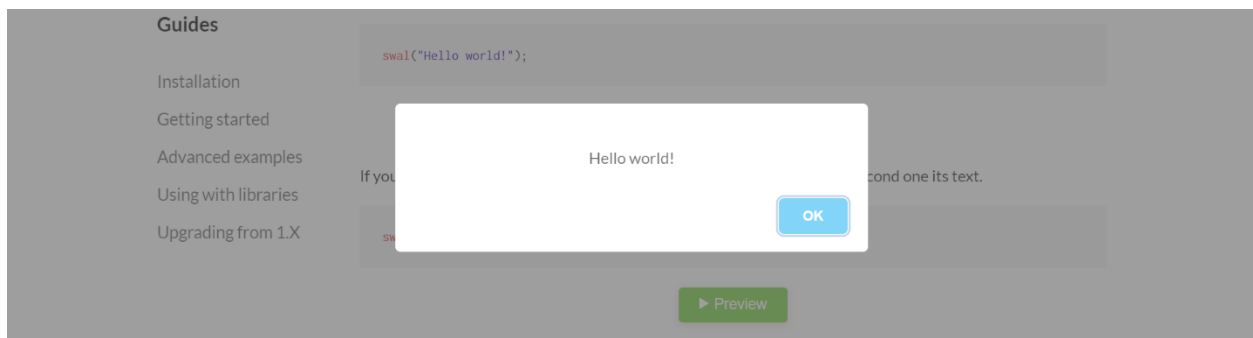 Guides
Installation
Getting started
Advanced examples
Using with libraries
Upgrading from 1.X
swal("Hello world!");
Hello world!
OK
If you
cond one its text.
sw
▶ Preview